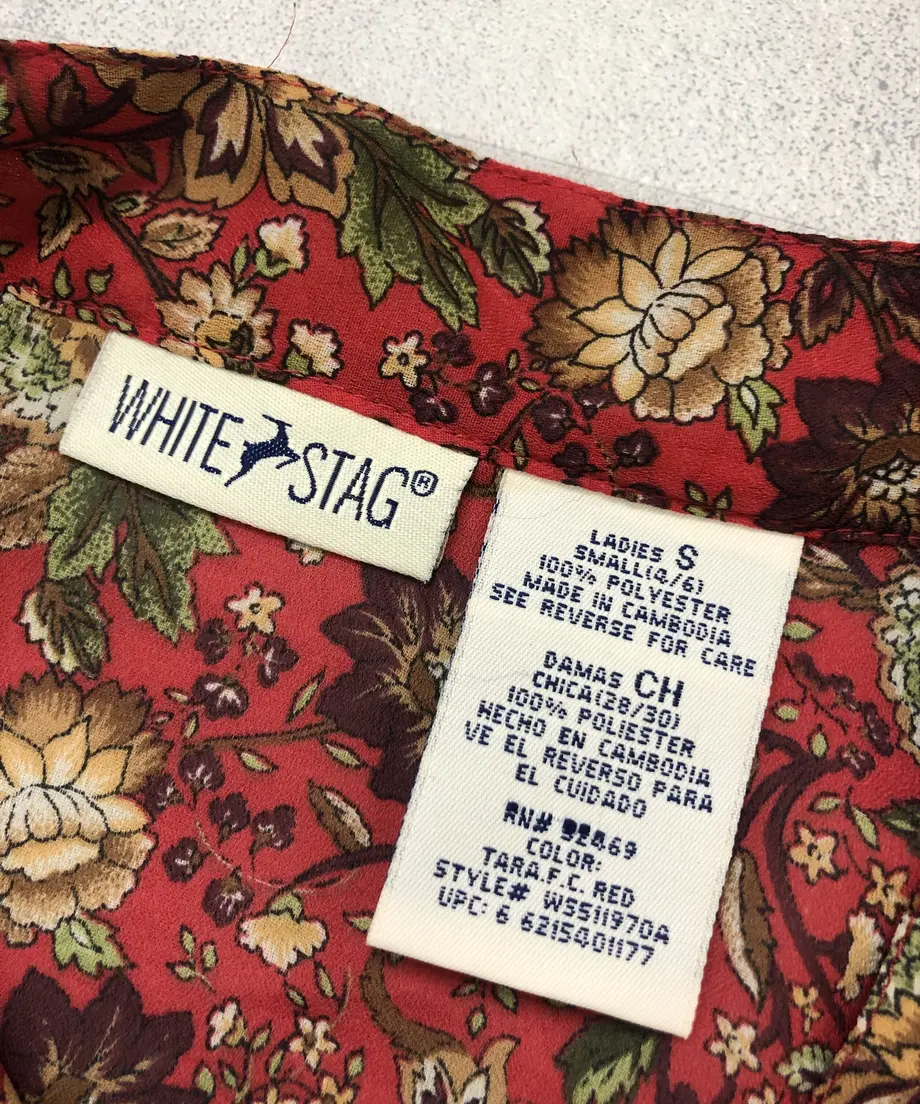 WHITE STAG®
LADIES S
SMALL(4/6)
100% POLYESTER
MADE IN CAMBODIA
SEE REVERSE FOR CARE
DAMAS CH
CHICA(28/30)
100% POLIESTER
HECHO EN CAMBODIA
VE EL REVERSO PARA
EL CUIDADO
RN#
COLOR:
TARA.F.C. RED
STYLE# WSS11970A
UPC: 6 6215401177